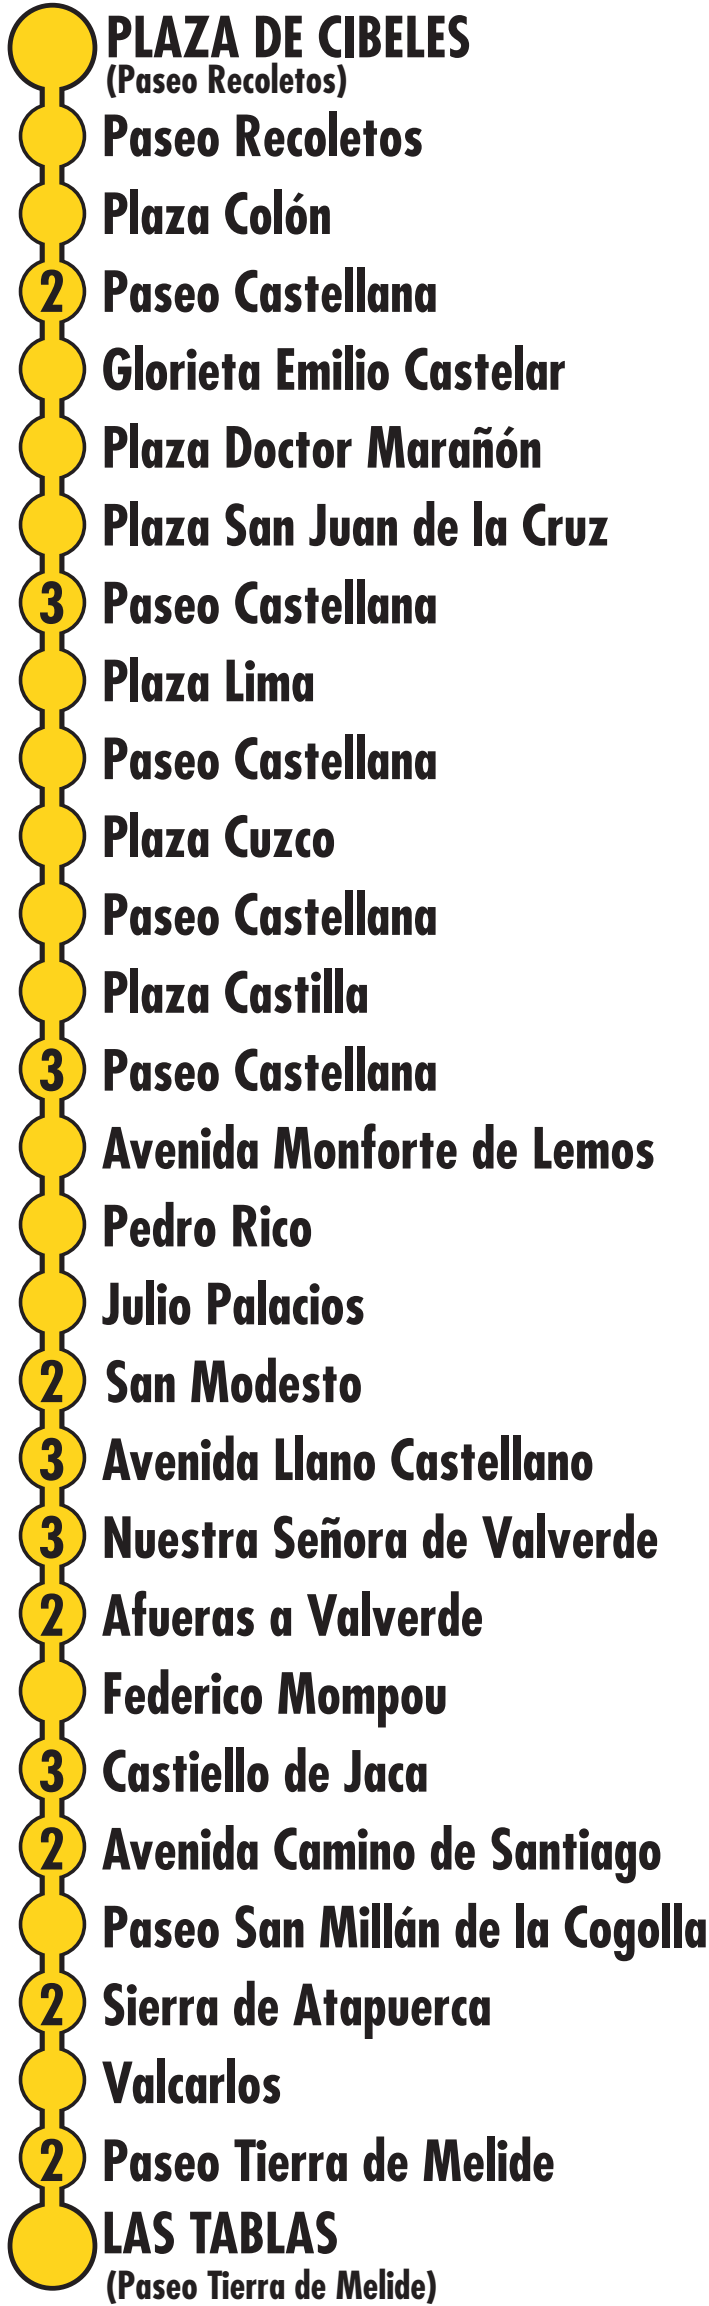 PLAZA DE CIBELES
(Paseo Recoletos)
Paseo Recoletos
Plaza Colón
2 Paseo Castellana
Glorieta Emilio Castelar
Plaza Doctor Marañón
Plaza San Juan de la Cruz
3 Paseo Castellana
Plaza Lima
Paseo Castellana
Plaza Cuzco
Paseo Castellana
Plaza Castilla
3 Paseo Castellana
Avenida Monforte de Lemos
Pedro Rico
Julio Palacios
2 San Modesto
3 Avenida Llano Castellano
3 Nuestra Señora de Valverde
2 Afueras a Valverde
Federico Mompou
3 Castiello de Jaca
2 Avenida Camino de Santiago
Paseo San Millán de la Cogolla
2 Sierra de Atapuerca
Valcarlos
2 Paseo Tierra de Melide
LAS TABLAS
(Paseo Tierra de Melide)